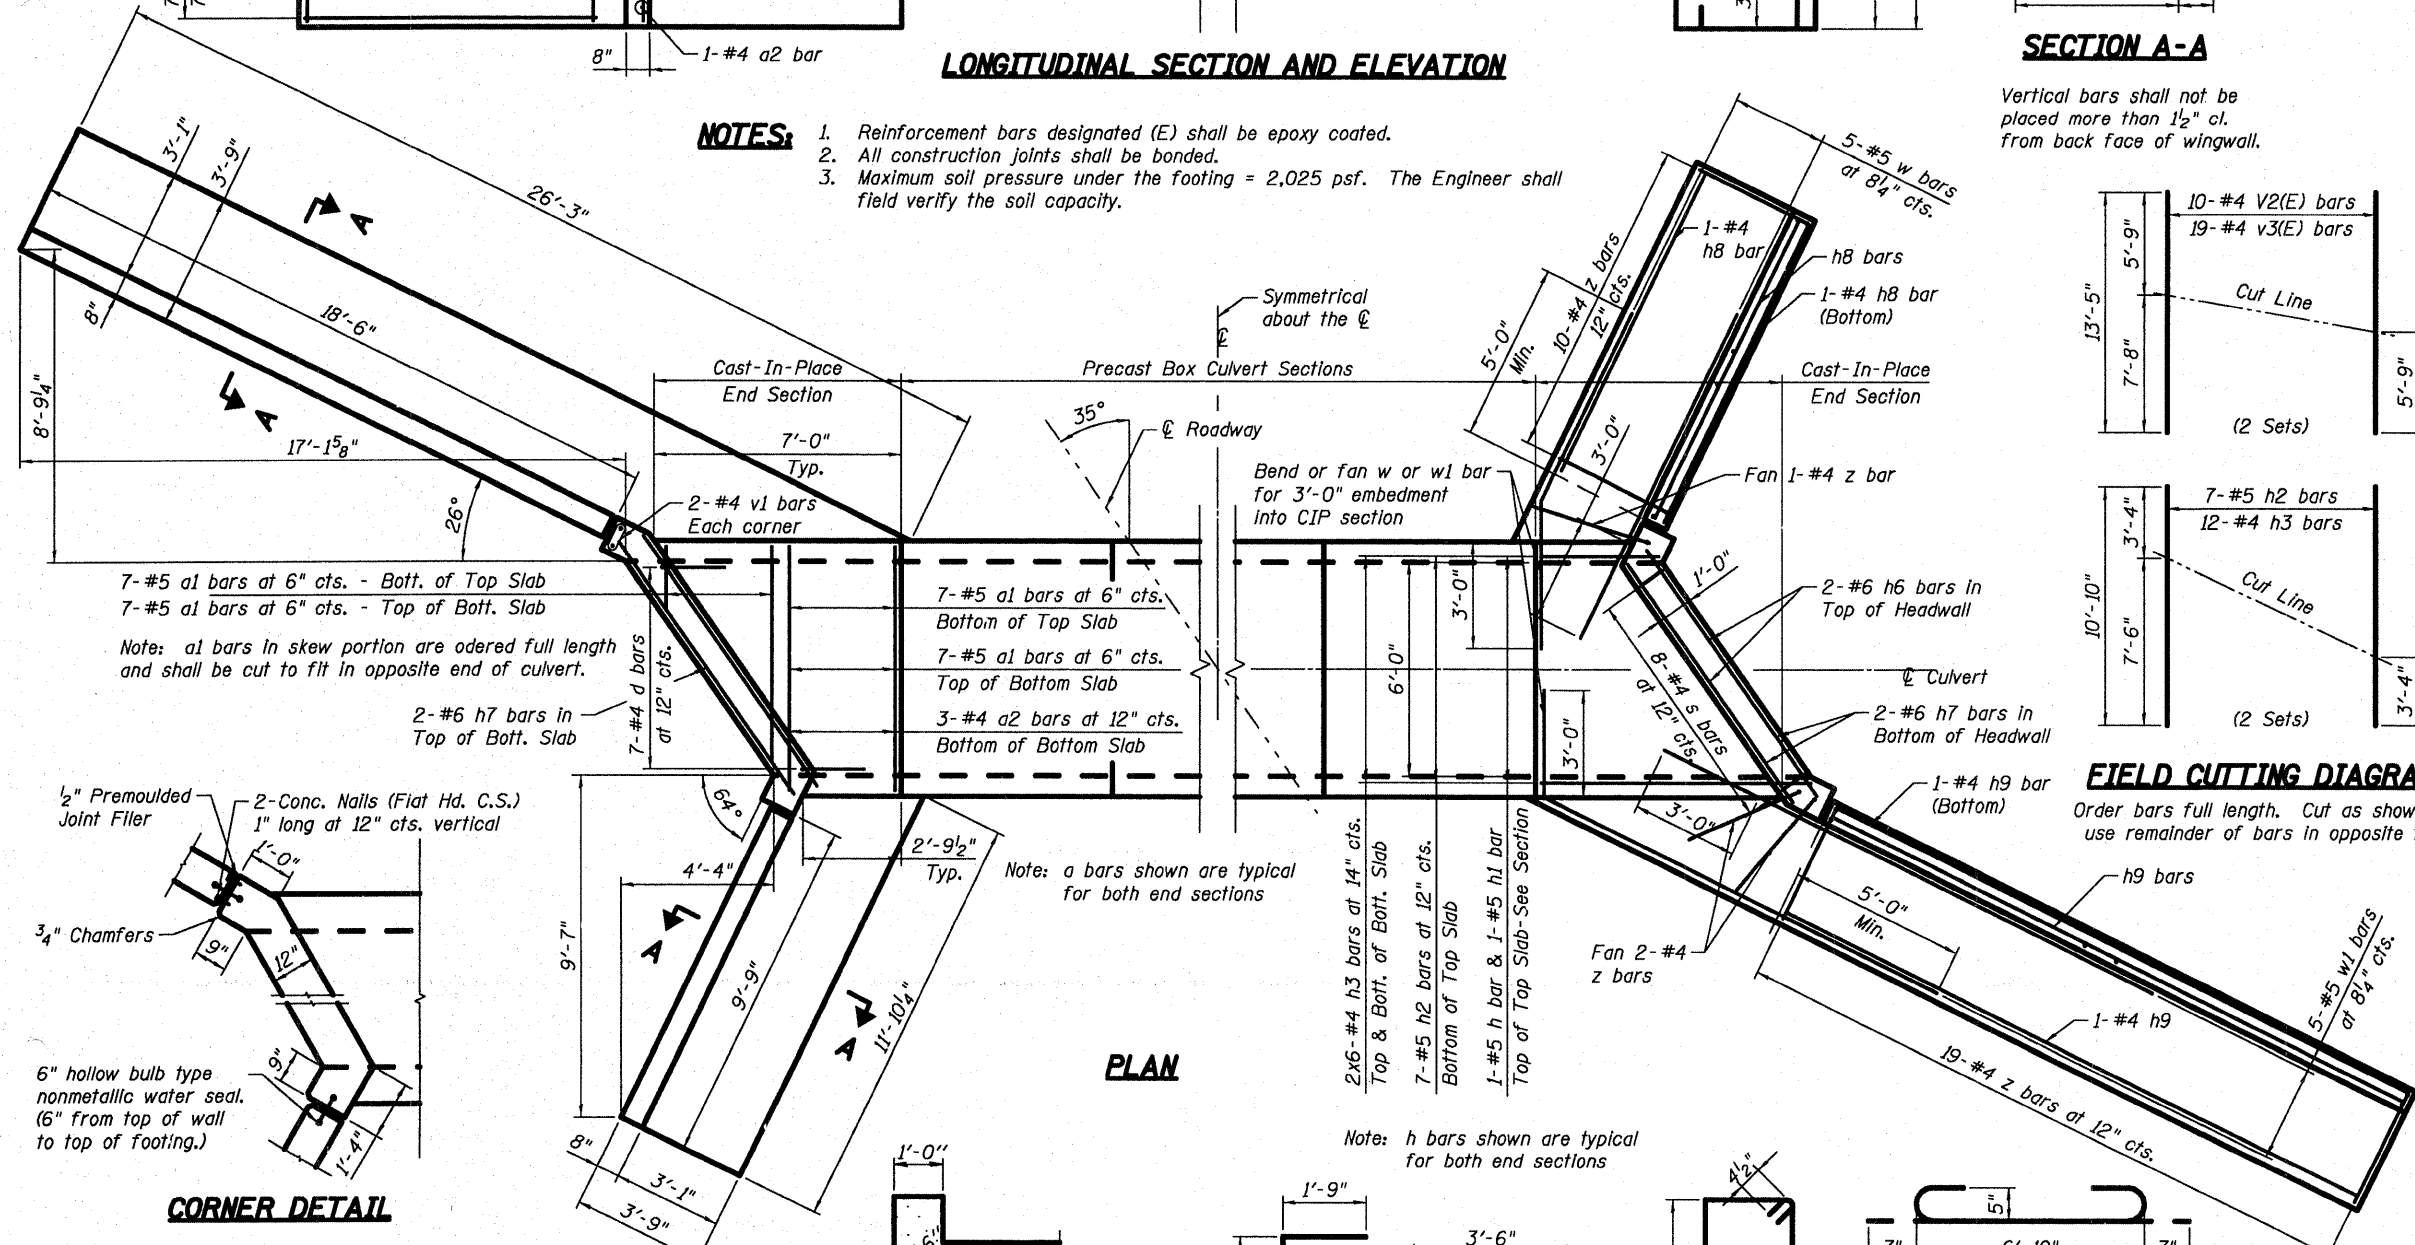 8"
1-#4 a2 bar
LONGITUDINAL SECTION AND ELEVATION
SECTION A-A
Vertical bars shall not be
placed more than 1½" cl.
from back face of wingwall.
NOTES:
1. Reinforcement bars designated (E) shall be epoxy coated.
2. All construction joints shall be bonded.
3. Maximum soil pressure under the footing = 2,025 psf. The Engineer shall
field verify the soil capacity.
3'-1"
3'-9"
26'-3"
A
18'-6"
8"
A
8'-9¼"
17'-1⅝"
26°
Cast-In-Place
End Section
7'-0"
Typ.
2-#4 v1 bars
Each corner
Symmetrical
about the ℄
℄
Precast Box Culvert Sections
35°
℄ Roadway
Bend or fan w or w1 bar
for 3'-0" embedment
into CIP section
5'-0"
Min.
10-#4 z bars
12" cts.
3'-0"
5-#5 w bars
at 8¼" cts.
1-#4
h8 bar
h8 bars
1-#4 h8 bar
(Bottom)
Cast-In-Place
End Section
Fan 1-#4 z bar
10-#4 V2(E) bars
19-#4 v3(E) bars
13'-5"
5'-9"
7'-8"
Cut Line
5'-9"
(2 Sets)
7-#5 h2 bars
12-#4 h3 bars
10'-10"
3'-4"
7'-6"
Cut Line
3'-4"
(2 Sets)
FIELD CUTTING DIAGRA
Order bars full length. Cut as show
use remainder of bars in opposite
7-#5 a1 bars at 6" cts. - Bott. of Top Slab
7-#5 a1 bars at 6" cts. - Top of Bott. Slab
Note: a1 bars in skew portion are odered full length
and shall be cut to fit in opposite end of culvert.
2-#6 h7 bars in
Top of Bott. Slab
7-#4 d bars
at 12" cts.
7-#5 a1 bars at 6" cts.
Bottom of Top Slab
7-#5 a1 bars at 6" cts.
Top of Bottom Slab
3-#4 a2 bars at 12" cts.
Bottom of Bottom Slab
3'-0"
6'-0"
3'-0"
1'-0"
8-#4 s bars
at 12" cts.
2-#6 h6 bars in
Top of Headwall
℄ Culvert
2-#6 h7 bars in
Bottom of Headwall
1-#4 h9 bar
(Bottom)
3'-0"
h9 bars
5'-0"
Min.
5-#5 w1 bars
at 8¼" cts.
Fan 2-#4
z bars
1-#4 h9
19-#4 z bars at 12" cts.
64°
4'-4"
2'-9½"
Typ.
Note: a bars shown are typical
for both end sections
9'-7"
A
9'-9"
A
11'-10¼"
8"
3'-1"
3'-9"
2x6-#4 h3 bars at 14" cts.
Top & Bott. of Bott. Slab
7-#5 h2 bars at 12" cts.
Bottom of Top Slab
1-#5 h bar & 1-#5 h1 bar
Top of Top Slab-See Section
PLAN
Note: h bars shown are typical
for both end sections
½" Premoulded
Joint Filer
2-Conc. Nails (Flat Hd. C.S.)
1" long at 12" cts. vertical
1'-0"
¾" Chamfers
9"
12"
9"
6" hollow bulb type
nonmetallic water seal.
(6" from top of wall
to top of footing.)
1'-4"
CORNER DETAIL
1'-0"
1'-9"
3'-6"
4½"
5"